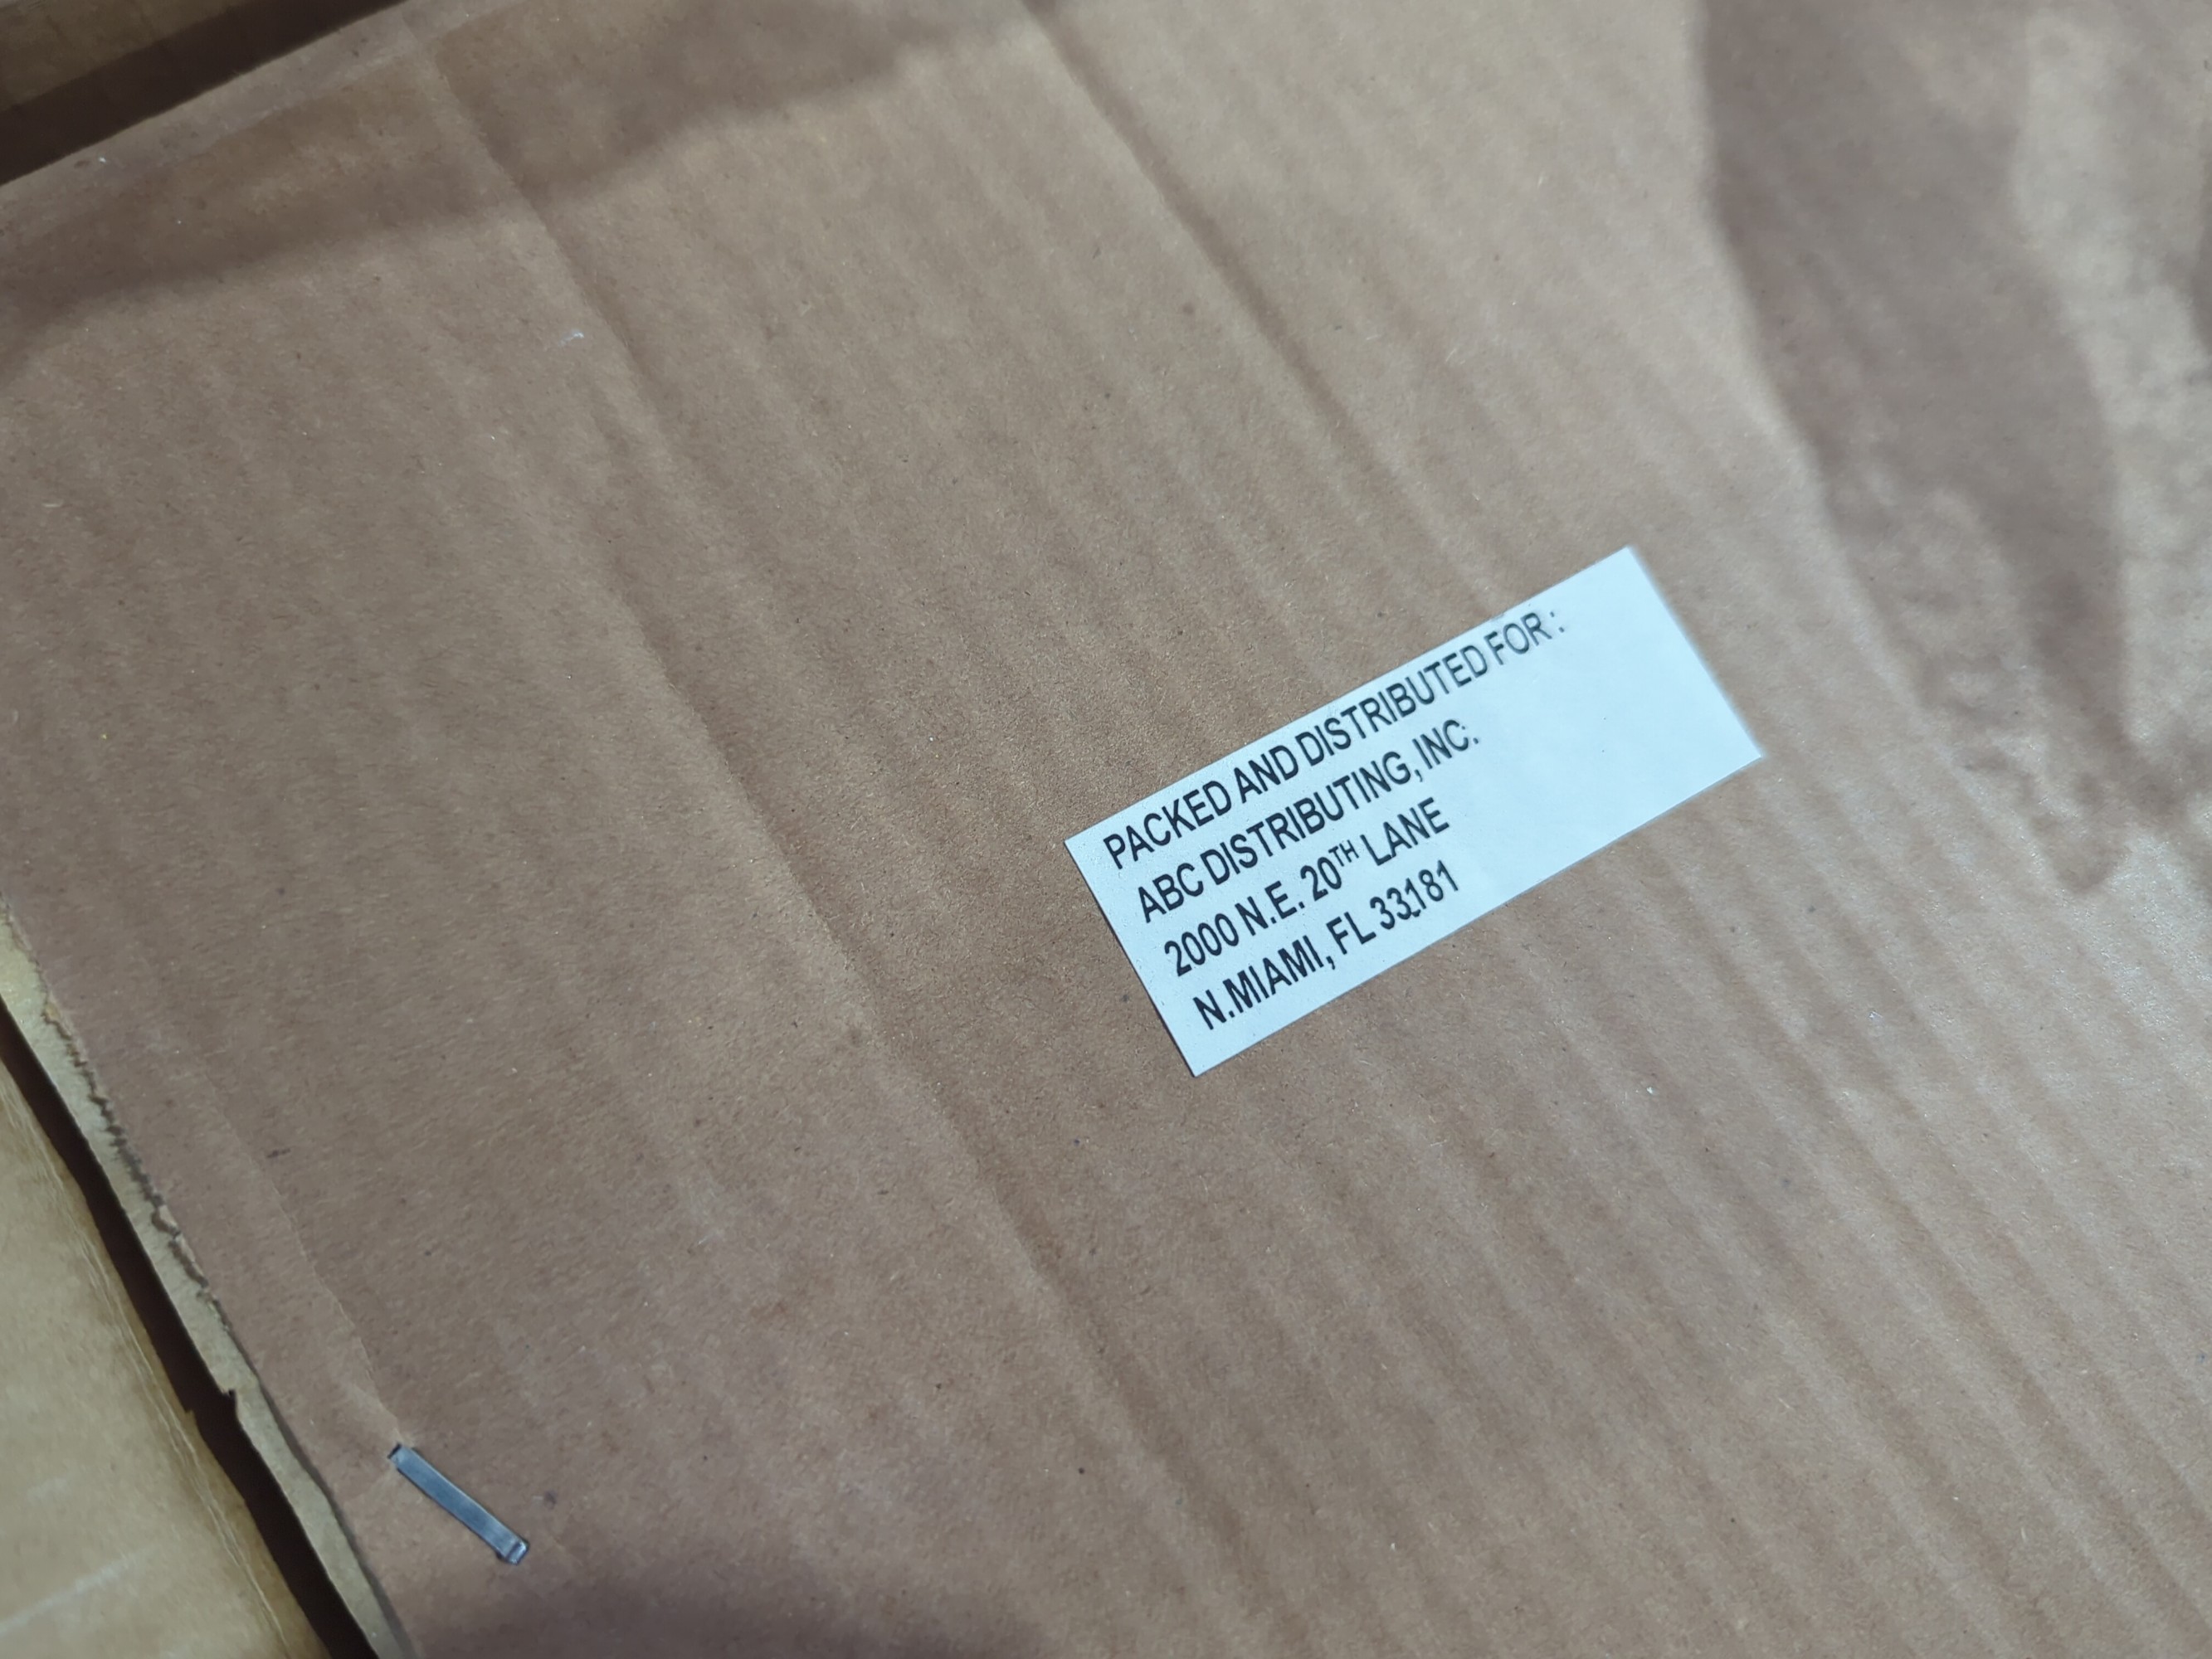 PACKED AND DISTRIBUTED FOR :
ABC DISTRIBUTING, INC.
2000 N.E. 20TH LANE
N.MIAMI, FL 33181